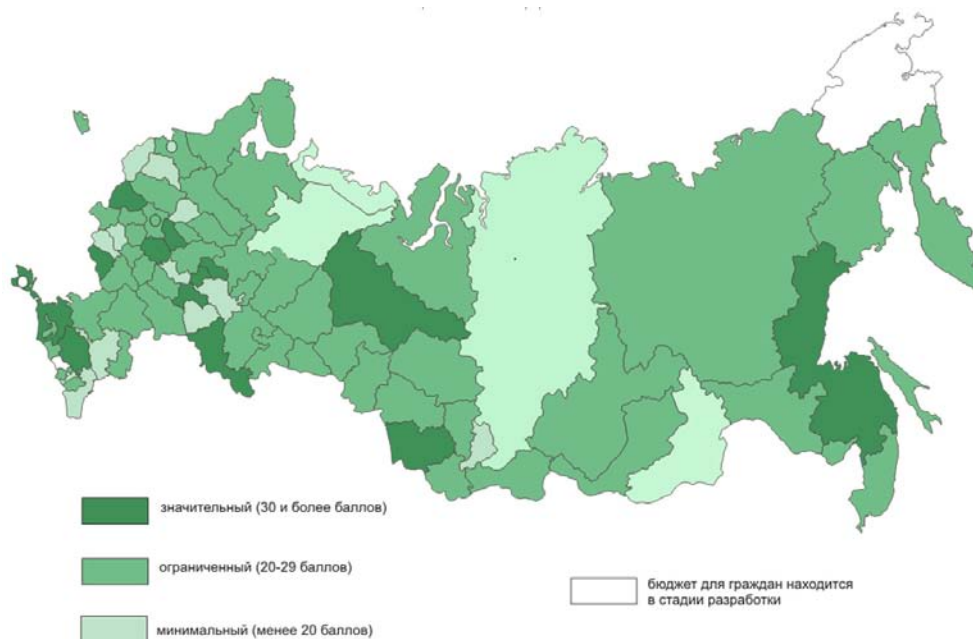 значительный (30 и более баллов)
ограниченный (20-29 баллов)
минимальный (менее 20 баллов)
бюджет для граждан находится
в стадии разработки